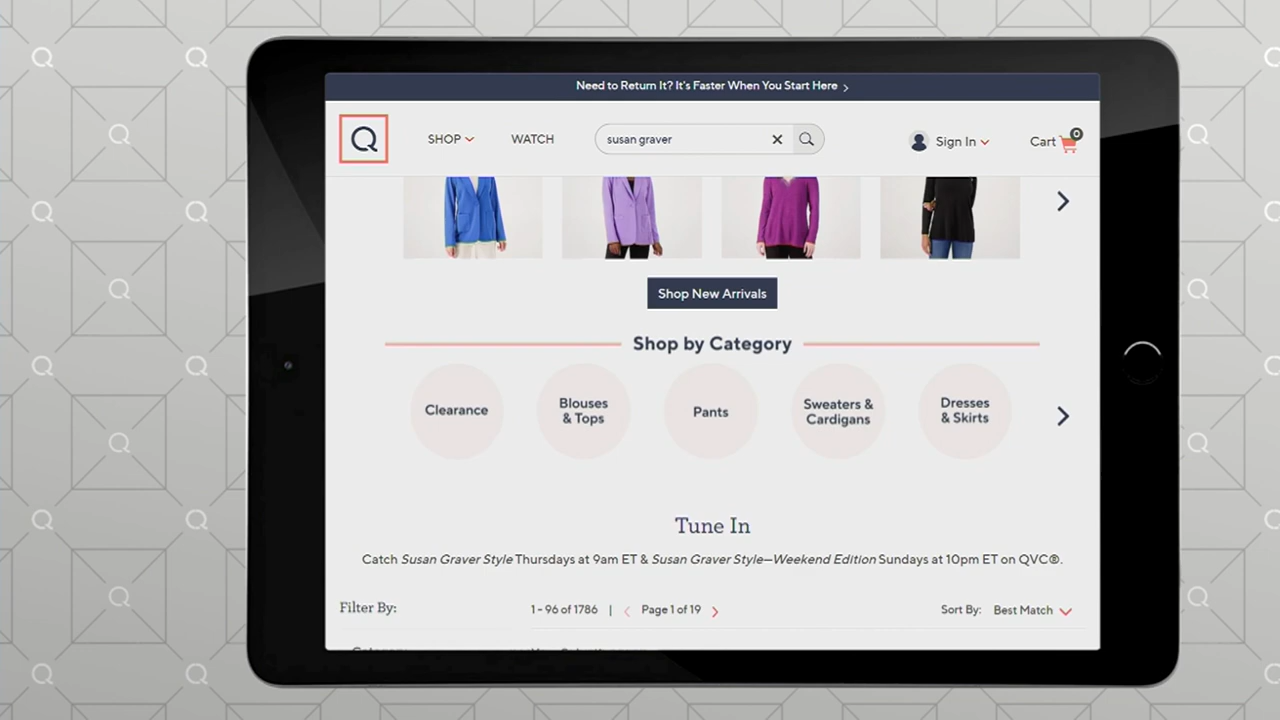 Need to Return It? It's Faster When You Start Here
Q SHOP WATCH susan graver Sign In Cart 0
Shop New Arrivals
Shop by Category
Clearance
Blouses
& Tops
Pants
Sweaters &
Cardigans
Dresses
& Skirts
Tune In
Catch Susan Graver Style Thursdays at 9am ET & Susan Graver Style—Weekend Edition Sundays at 10pm ET on QVC®.
Filter By: 1 - 96 of 1786 | Page 1 of 19 Sort By: Best Match